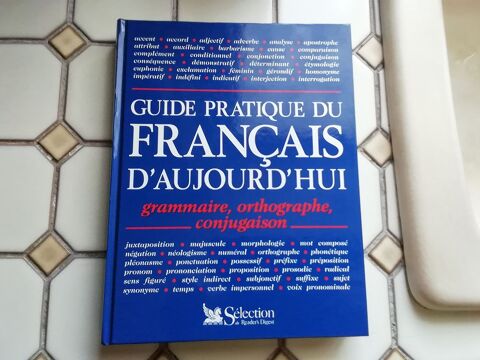 accent • accord • adjectif • adverbe • analyse • apostrophe
attribut • auxiliaire • barbarisme • cause • comparaison
complément • conditionnel • conjonction • conjugaison
conséquence • démonstratif • déterminant • étymologie
euphonie • exclamation • féminin • gérondif • homonyme
impératif • indéfini • indicatif • interjection • interrogation
GUIDE PRATIQUE DU
FRANÇAIS
D'AUJOURD'HUI
grammaire, orthographe,
conjugaison
juxtaposition • majuscule • morphologie • mot composé
négation • néologisme • numéral • orthographe • phonétique
pléonasme • ponctuation • possessif • préfixe • préposition
pronom • prononciation • proposition • prosodie • radical
sens figuré • style indirect • subjonctif • suffixe • sujet
synonyme • temps • verbe impersonnel • voix pronominale
Sélection
du Reader's Digest